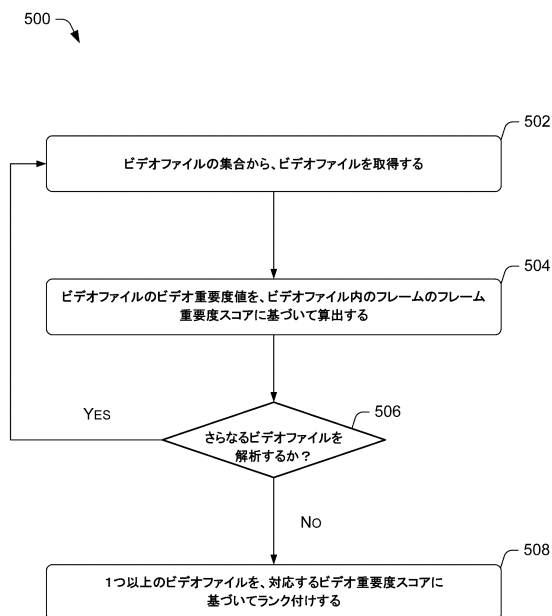 500
502
ビデオファイルの集合から、ビデオファイルを取得する
504
ビデオファイルのビデオ重要度値を、ビデオファイル内のフレームのフレーム
重要度スコアに基づいて算出する
506
さらなるビデオファイルを
解析するか？
YES
NO
508
1つ以上のビデオファイルを、対応するビデオ重要度スコアに
基づいてランク付けする